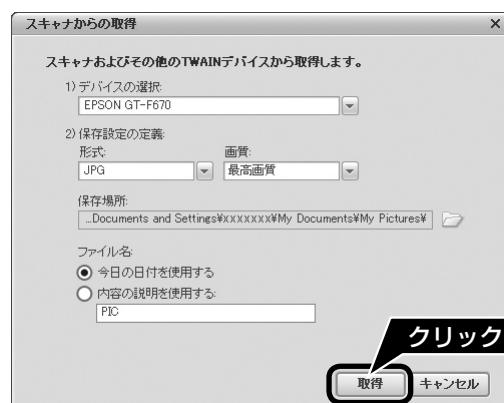 スキャナからの取得
スキャナおよびその他のTWAINデバイスから取得します。
1) デバイスの選択:
EPSON GT-F670
2) 保存設定の定義:
形式: 画質:
JPG 最高画質
保存場所:
...Documents and Settings¥xxxxxxx¥My Documents¥My Pictures¥
ファイル名:
今日の日付を使用する
内容の説明を使用する:
PIC
クリック
取得 キャンセル